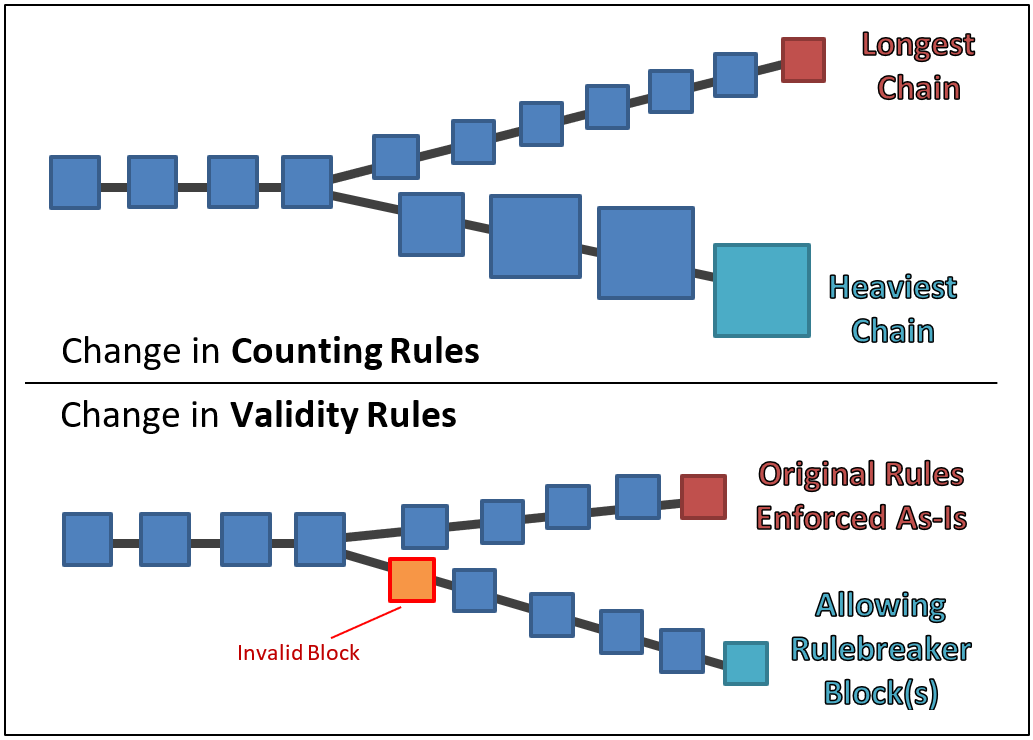 Longest
Chain
Heaviest
Chain
Change in Counting Rules
Change in Validity Rules
Original Rules
Enforced As-Is
Invalid Block
Allowing
Rulebreaker
Block(s)